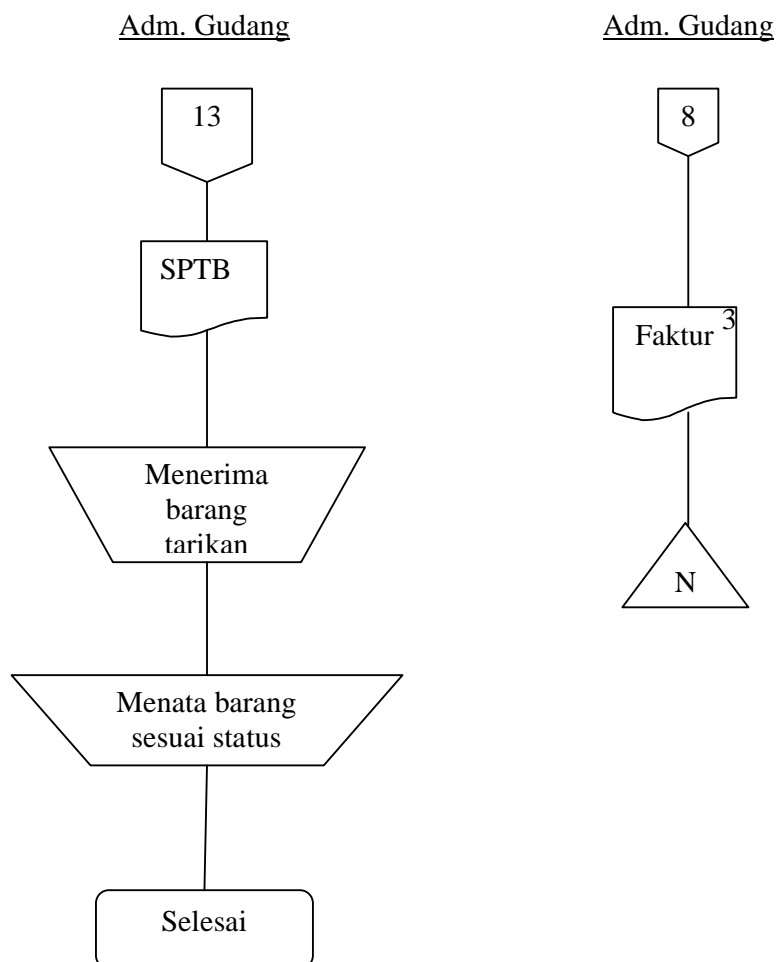 Adm. Gudang
13
SPTB
Menerima
barang
tarikan
Menata barang
sesuai status
Selesai
Adm. Gudang
8
Faktur 3
N